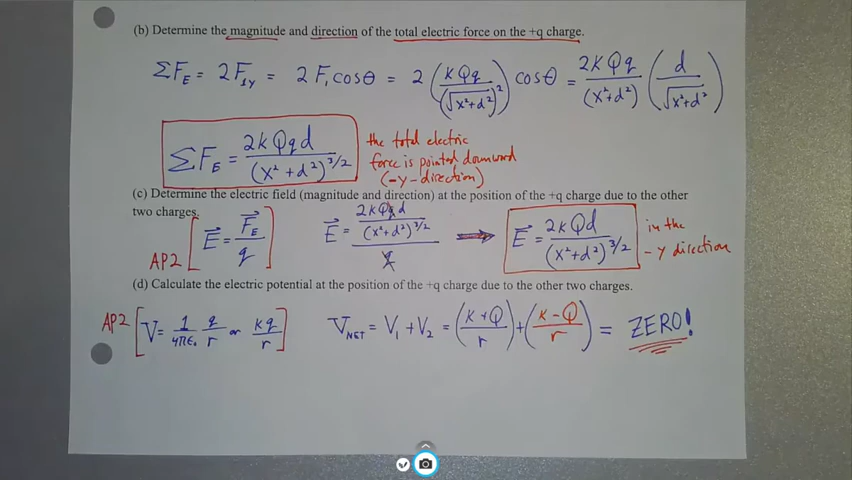 (b) Determine the magnitude and direction of the total electric force on the +q charge.
ΣF_E = 2F_1y = 2F_1 cosθ = 2 (kQq / (√(x²+d²))²) cosθ = 2kQq / (x²+d²) (d / √(x²+d²))
ΣF_E = 2kQqd / (x²+d²)^3/2
the total electric
force is pointed downward
(-y-direction)
(c) Determine the electric field (magnitude and direction) at the position of the +q charge due to the other
two charges.
AP2 [E⃗ = F⃗_E / q] E⃗ = (2kQqd / (x²+d²)^3/2) / q ⟹ E⃗ = 2kQd / (x²+d²)^3/2
in the
-y direction
(d) Calculate the electric potential at the position of the +q charge due to the other two charges.
AP2 [V = 1/4πε₀ q/r or kq/r] V_NET = V_1 + V_2 = (k+Q / r) + (k-Q / r) = ZERO!